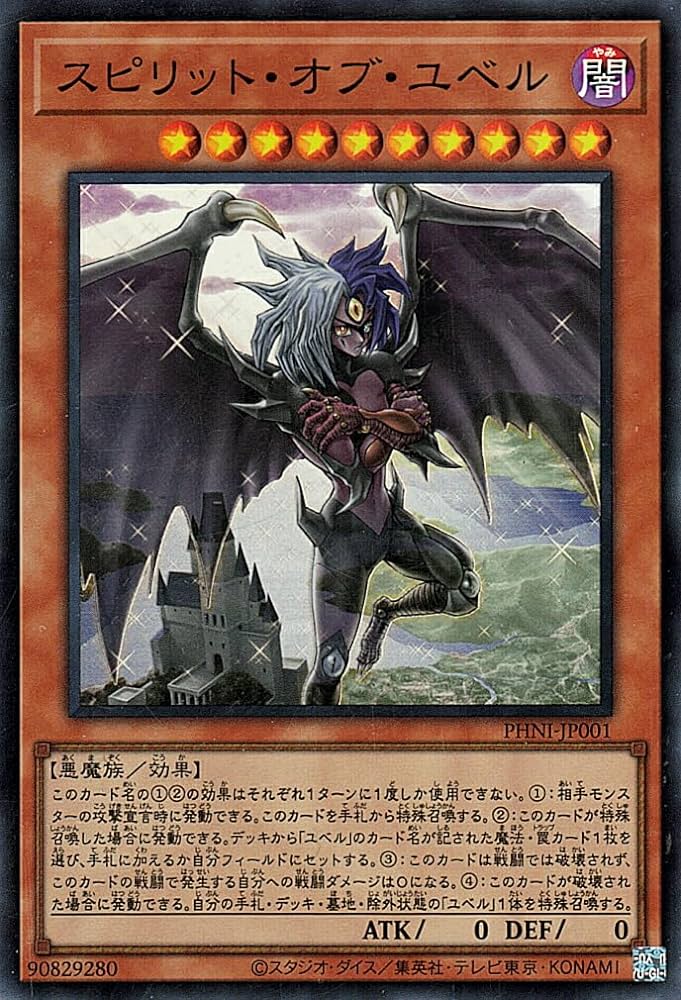 スピリット・オブ・ユベル
闇
PHNI-JP001
【悪魔族／効果】
このカード名の①②の効果はそれぞれ1ターンに1度しか使用できない。①：相手モンス
ターの攻撃宣言時に発動できる。このカードを手札から特殊召喚する。②：このカードが特殊
召喚した場合に発動できる。デッキから「ユベル」のカード名が記された魔法・罠カード1枚を
選び、手札に加えるか自分フィールドにセットする。③：このカードは戦闘では破壊されず、
このカードの戦闘で発生する自分への戦闘ダメージは0になる。④：このカードが破壊され
た場合に発動できる。自分の手札・デッキ・墓地・除外状態の「ユベル」1体を特殊召喚する。
ATK/ 0 DEF/ 0
90829280 ©スタジオ・ダイス／集英社・テレビ東京・KONAMI